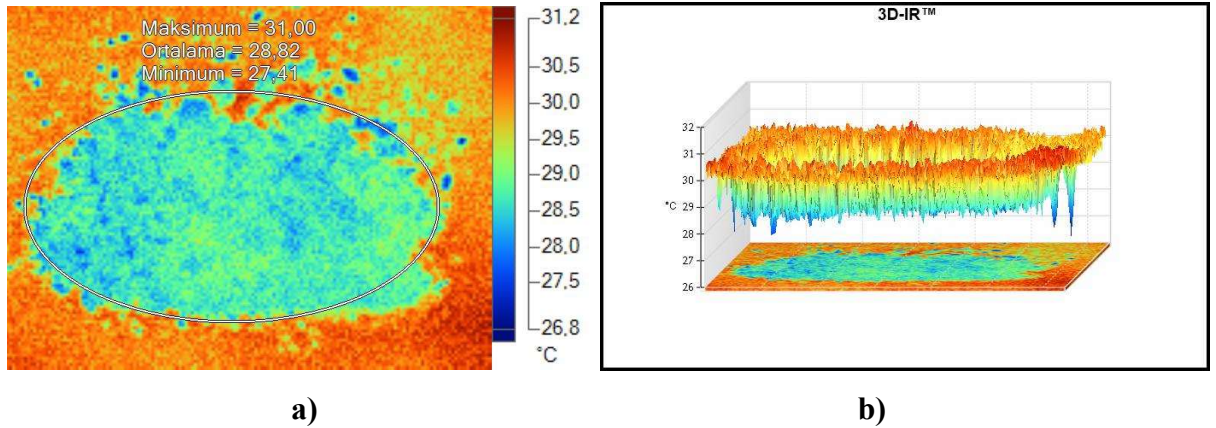 Maksimum = 31,00
Ortalama = 28,82
Minimum = 27,41
31,2
30,5
30.0
29.5
29,0
28.5
28.0
27.5
26.8
°C
a)
3D-IR™
32
31
30
°C
29
28
27
26
b)